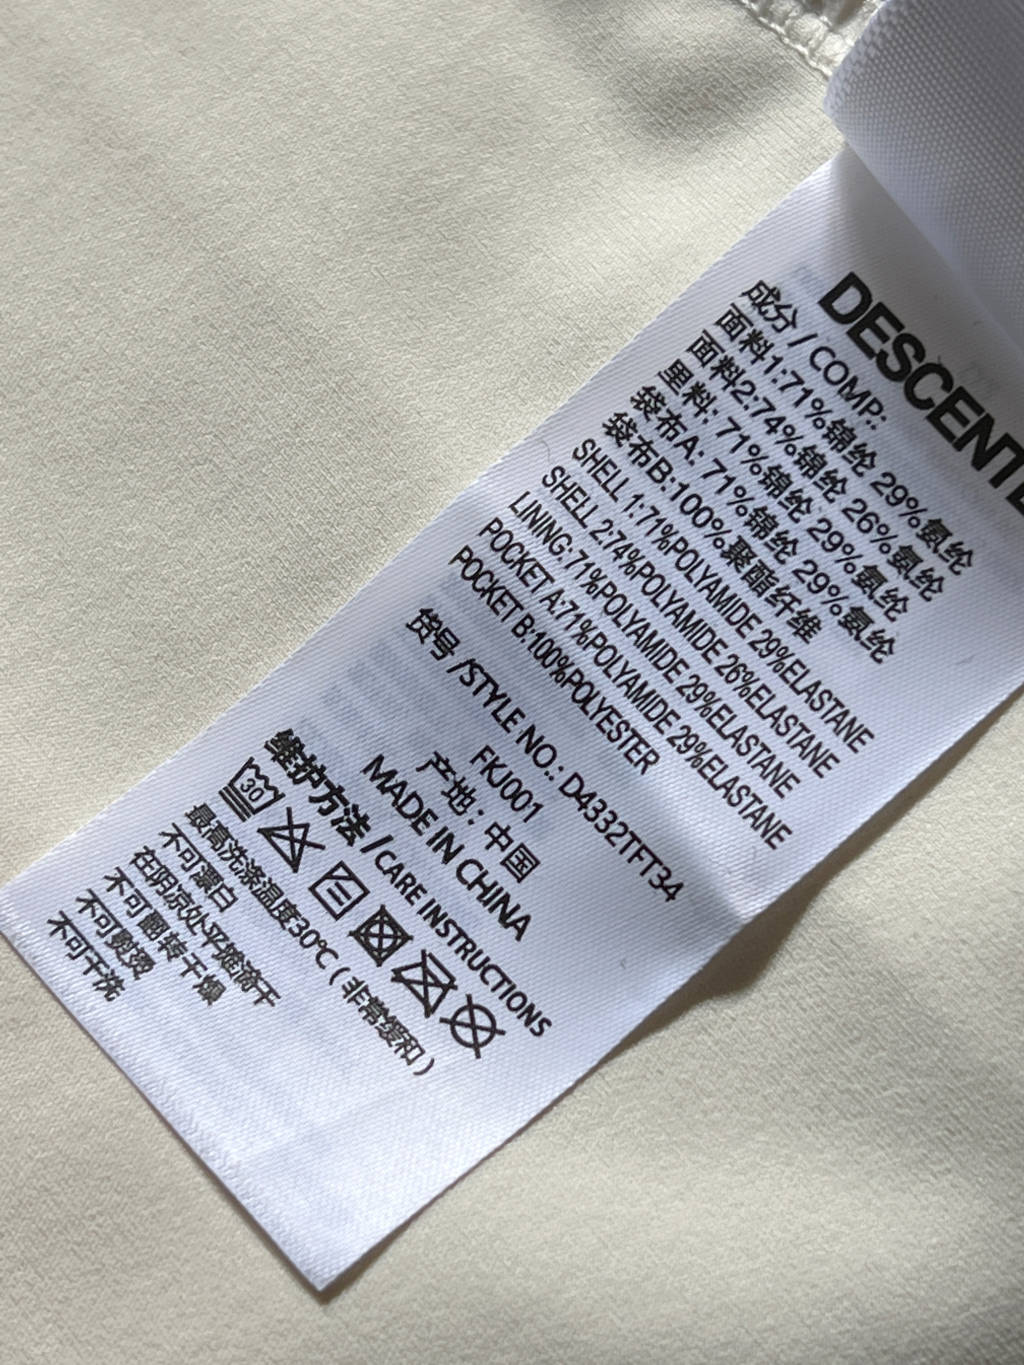 DESCENTE
成分 / COMP.:
面料1:71%锦纶 29%氨纶
面料2:74%锦纶 26%氨纶
里料: 71%锦纶 29%氨纶
袋布A: 71%锦纶 29%氨纶
袋布B:100%聚酯纤维
SHELL 1:71%POLYAMIDE 29%ELASTANE
SHELL 2:74%POLYAMIDE 26%ELASTANE
LINING:71%POLYAMIDE 29%ELASTANE
POCKET A:71%POLYAMIDE 29%ELASTANE
POCKET B:100%POLYESTER
货号 /STYLE NO.: D4332TFT34
FKJ001
产地：中国
MADE IN CHINA
维护方法 /CARE INSTRUCTIONS
30
最高洗涤温度30℃ ( 非常缓和 )
不可漂白
在阴凉处平摊滴干
不可翻转干燥
不可熨烫
不可干洗